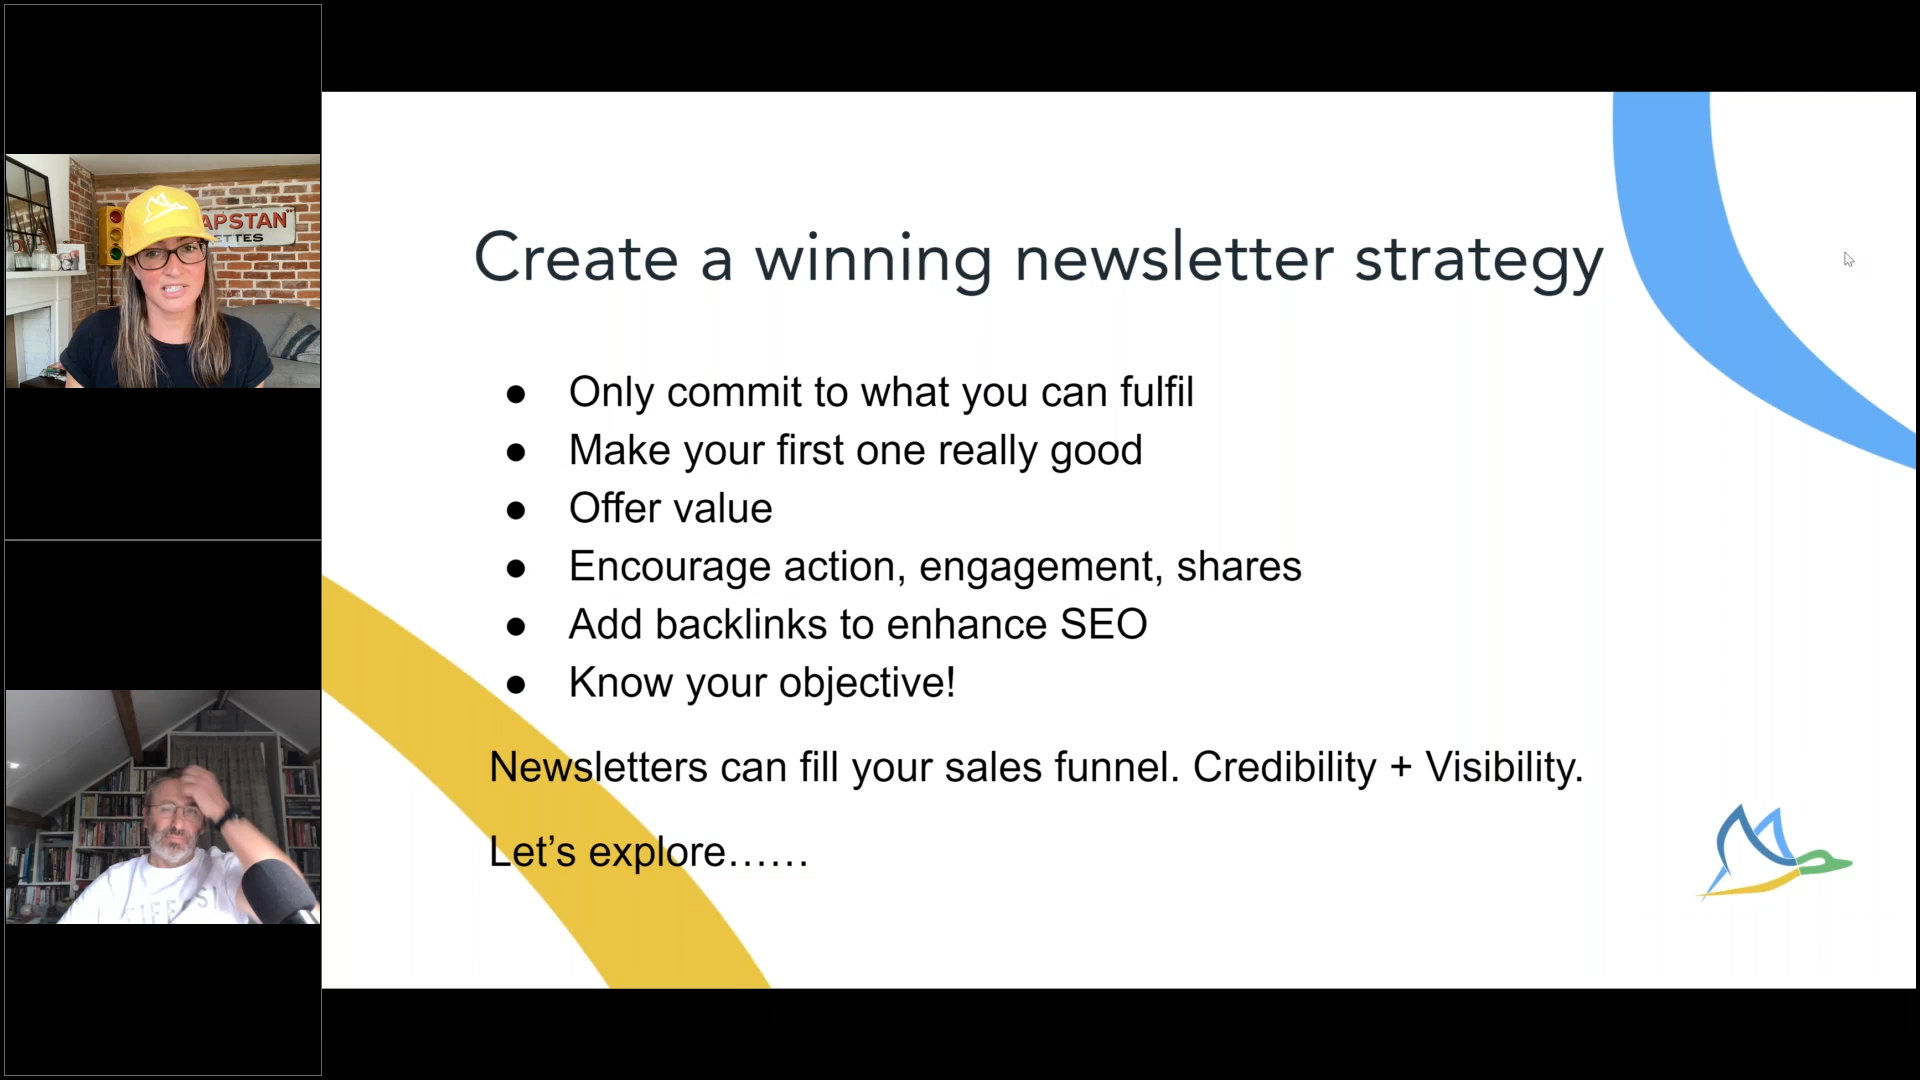 APSTAN"
ETTES
Create a winning newsletter strategy
● Only commit to what you can fulfil
● Make your first one really good
● Offer value
● Encourage action, engagement, shares
● Add backlinks to enhance SEO
● Know your objective!
Newsletters can fill your sales funnel. Credibility + Visibility.
Let’s explore……